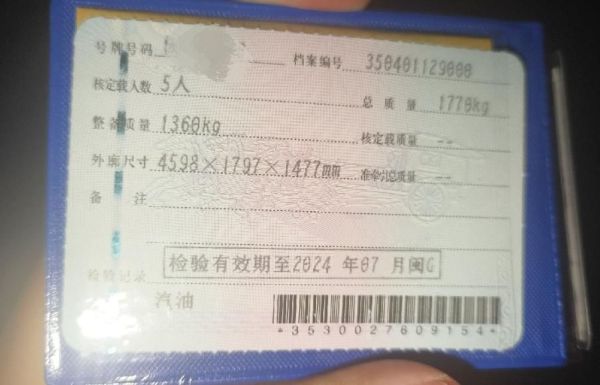 号牌号码 档案编号 350401129000
核定载人数 5人 总质量 1770kg
整备质量 1360kg 核定载质量 --
外廓尺寸 4598×1797×1477mm 准牵引总质量 --
备注
检验有效期至2024年07月闽G
检验记录
汽油
*3530027609154*